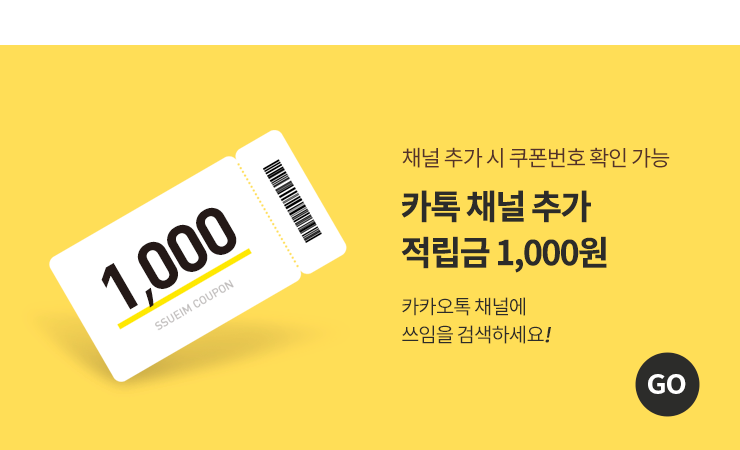 1,000
SSUEIM COUPON
채널 추가 시 쿠폰번호 확인 가능
카톡 채널 추가
적립금 1,000원
카카오톡 채널에
쓰임을 검색하세요!
GO